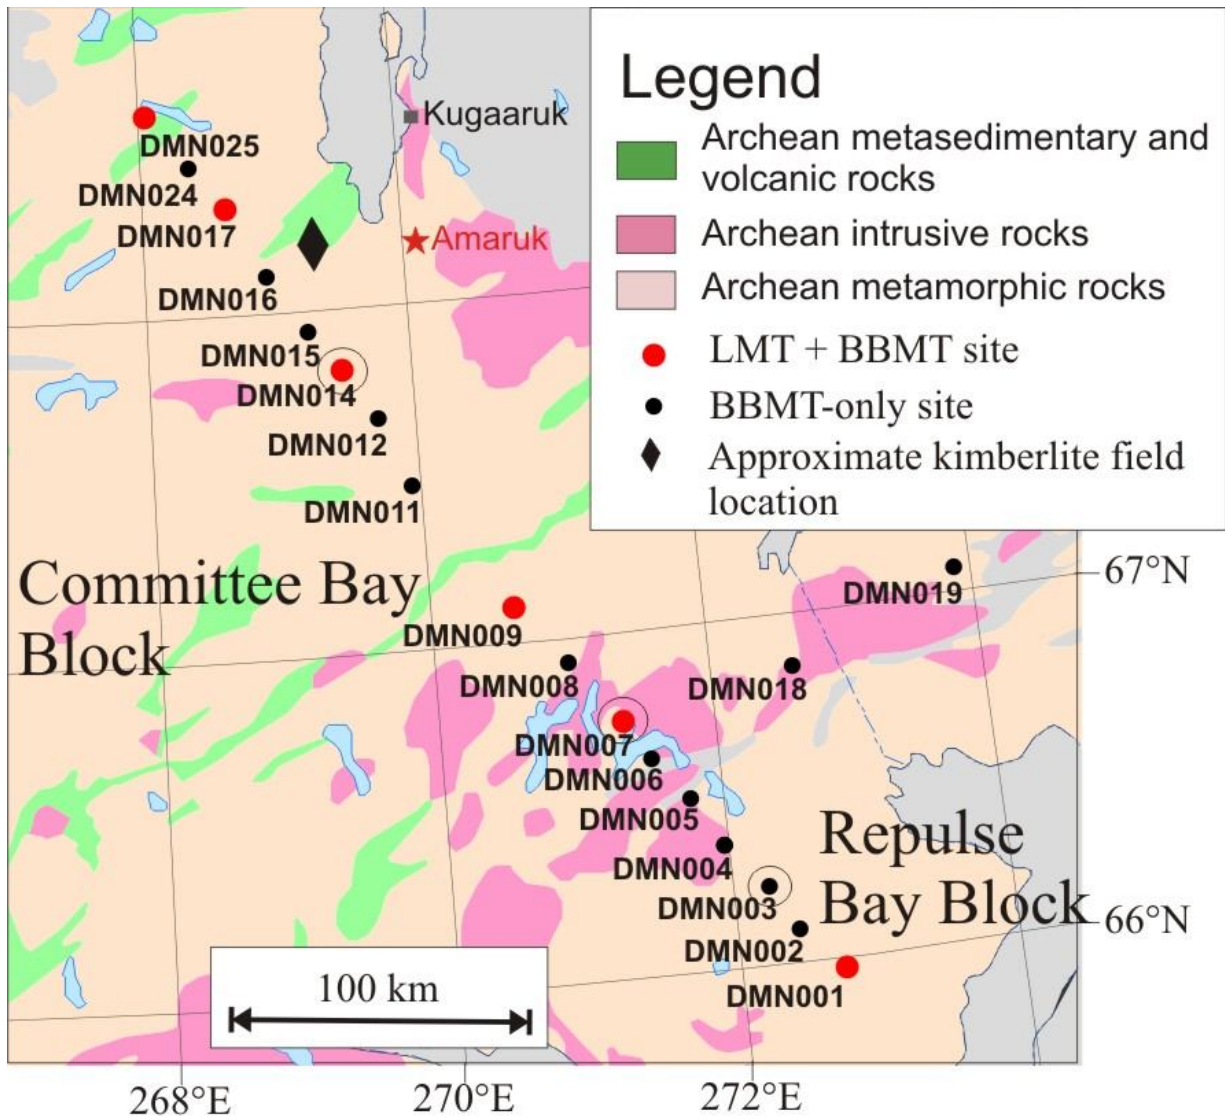 Legend
Archean metasedimentary and
volcanic rocks
Archean intrusive rocks
Archean metamorphic rocks
LMT + BBMT site
BBMT-only site
Approximate kimberlite field
location
Kugaaruk
DMN025
DMN024
DMN017
Amaruk
DMN016
DMN015
DMN014
DMN012
DMN011
Committee Bay
Block
67°N
DMN019
DMN009
DMN008
DMN018
DMN007
DMN006
DMN005
Repulse
Bay Block
DMN004
DMN003
66°N
DMN002
DMN001
100 km
268°E
270°E
272°E